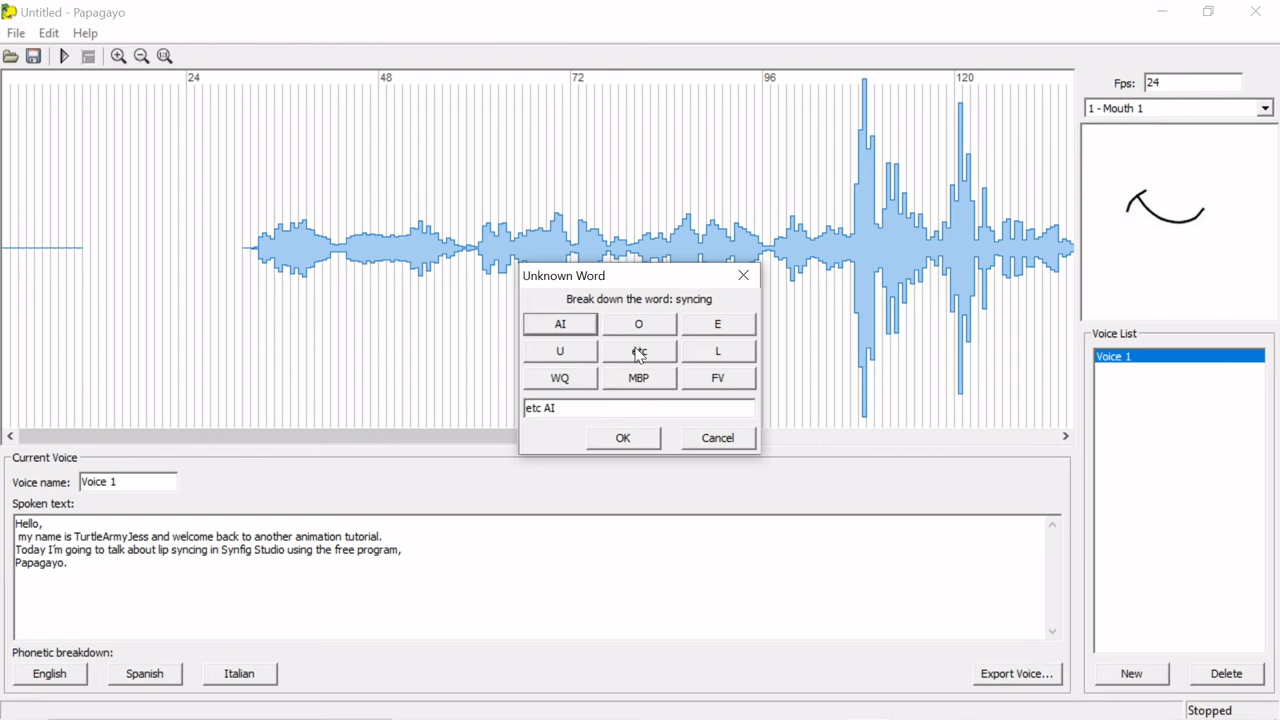 Untitled - Papagayo
File Edit Help
24 48 72 96 120
Fps: 24
1 - Mouth 1
Unknown Word
Break down the word: syncing
AI O E
U etc L
WQ MBP FV
etc AI
OK Cancel
Voice List
Voice 1
Current Voice
Voice name: Voice 1
Spoken text:
Hello,
my name is TurtleArmyJess and welcome back to another animation tutorial.
Today I'm going to talk about lip syncing in Synfig Studio using the free program,
Papagayo.
Phonetic breakdown:
English Spanish Italian Export Voice... New Delete
Stopped